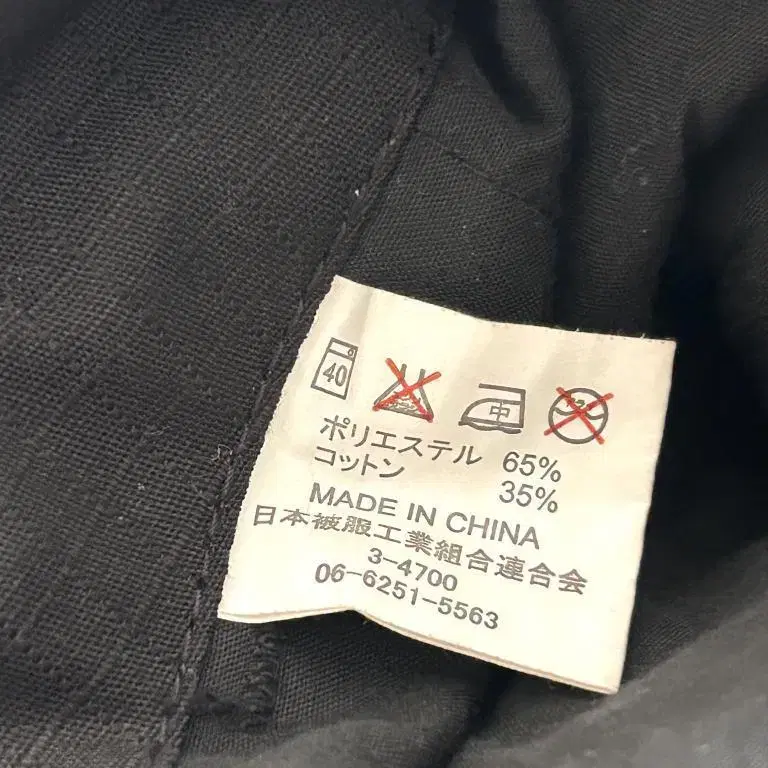 40
中
ポリエステル 65%
コットン 35%
MADE IN CHINA
日本被服工業組合連合会
3-4700
06-6251-5563